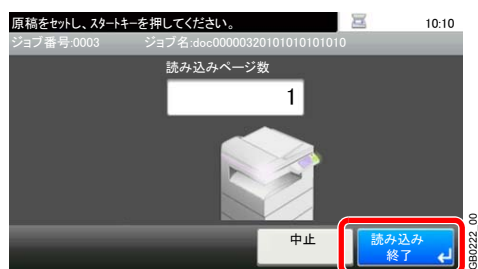 原稿をセットし、スタートキーを押してください。 10:10
ジョブ番号:0003 ジョブ名:doc00000320101010101010
読み込みページ数
1
中止
読み込み
終了
GB0222_00